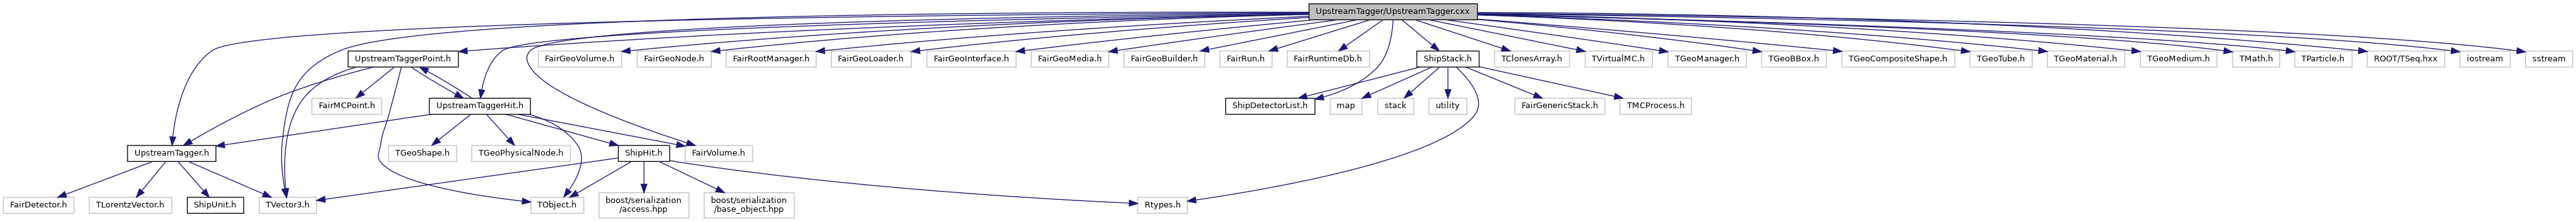 UpstreamTagger/UpstreamTagger.cxx
UpstreamTaggerPoint.h
FairGeoVolume.h
FairGeoNode.h
FairRootManager.h
FairGeoLoader.h
FairGeoInterface.h
FairGeoMedia.h
FairGeoBuilder.h
FairRun.h
FairRuntimeDb.h
ShipStack.h
TClonesArray.h
TVirtualMC.h
TGeoManager.h
TGeoBBox.h
TGeoCompositeShape.h
TGeoTube.h
TGeoMaterial.h
TGeoMedium.h
TMath.h
TParticle.h
ROOT/TSeq.hxx
iostream
sstream
FairMCPoint.h
UpstreamTaggerHit.h
ShipDetectorList.h
map
stack
utility
FairGenericStack.h
TMCProcess.h
UpstreamTagger.h
TGeoShape.h
TGeoPhysicalNode.h
ShipHit.h
FairVolume.h
FairDetector.h
TLorentzVector.h
ShipUnit.h
TVector3.h
TObject.h
boost/serialization
/access.hpp
boost/serialization
/base_object.hpp
Rtypes.h